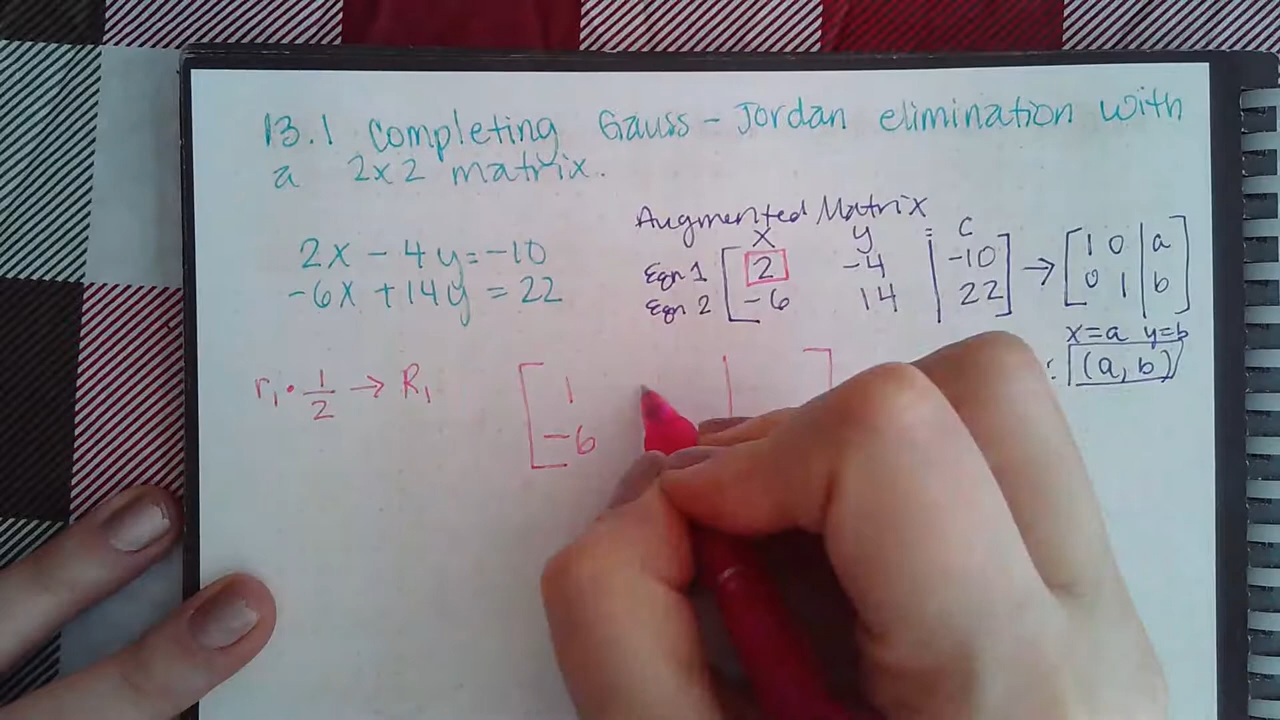 13.1 Completing Gauss-Jordan elimination with
a 2x2 matrix.
Augmented Matrix
x y = c
2x - 4y = -10
-6x + 14y = 22
Eqn 1 [ 2 -4 | -10 ] → [ 1 0 | a ]
Eqn 2 [ -6 14 | 22 ] [ 0 1 | b ]
x=a y=b
(a, b)
r₁ · 1/2 → R₁
[ 1 | ]
-6